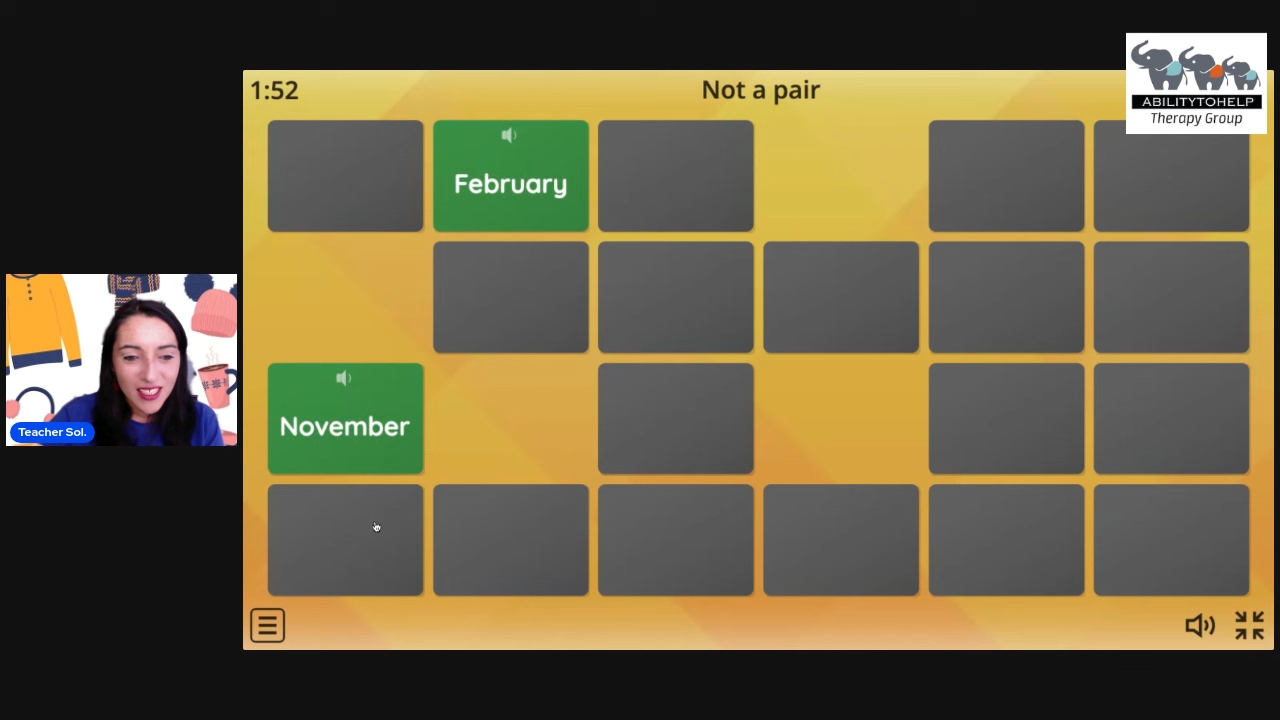 1:52
Not a pair
ABILITYTOHELP
Therapy Group
February
November
Teacher Sol.